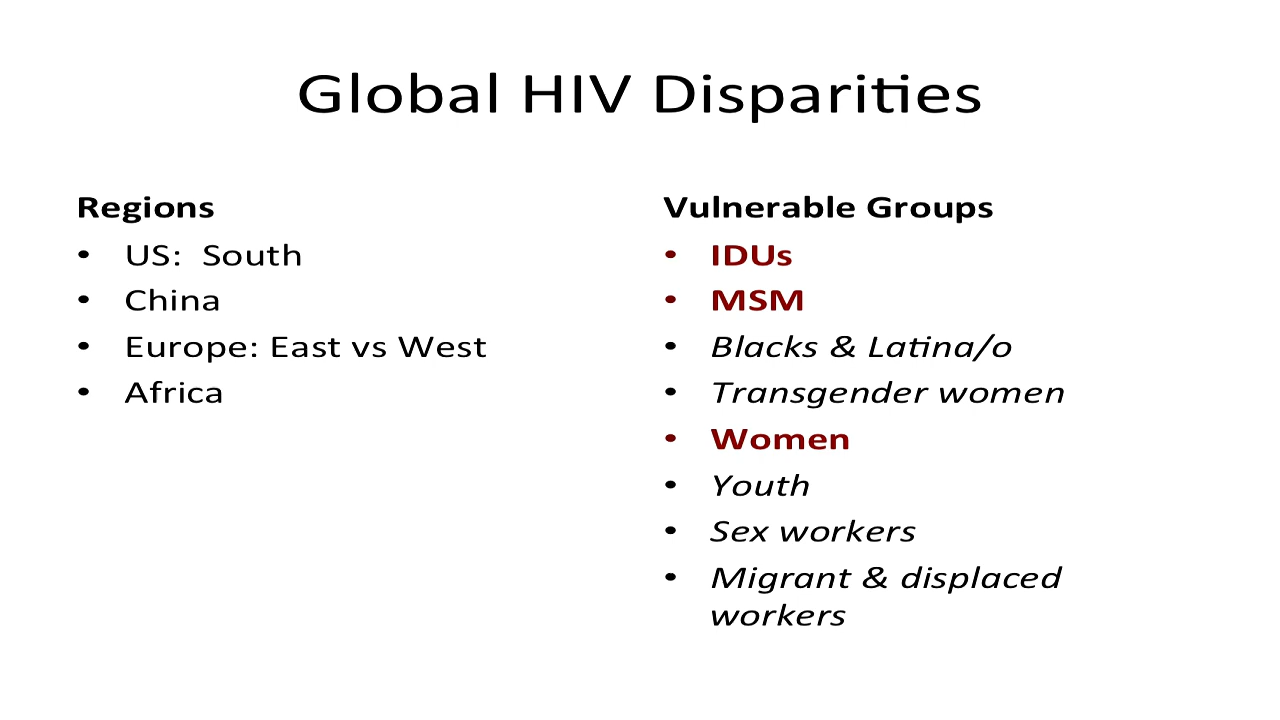 Global HIV Disparities
Regions
• US: South
• China
• Europe: East vs West
• Africa
Vulnerable Groups
• IDUs
• MSM
• Blacks & Latina/o
• Transgender women
• Women
• Youth
• Sex workers
• Migrant & displaced
workers